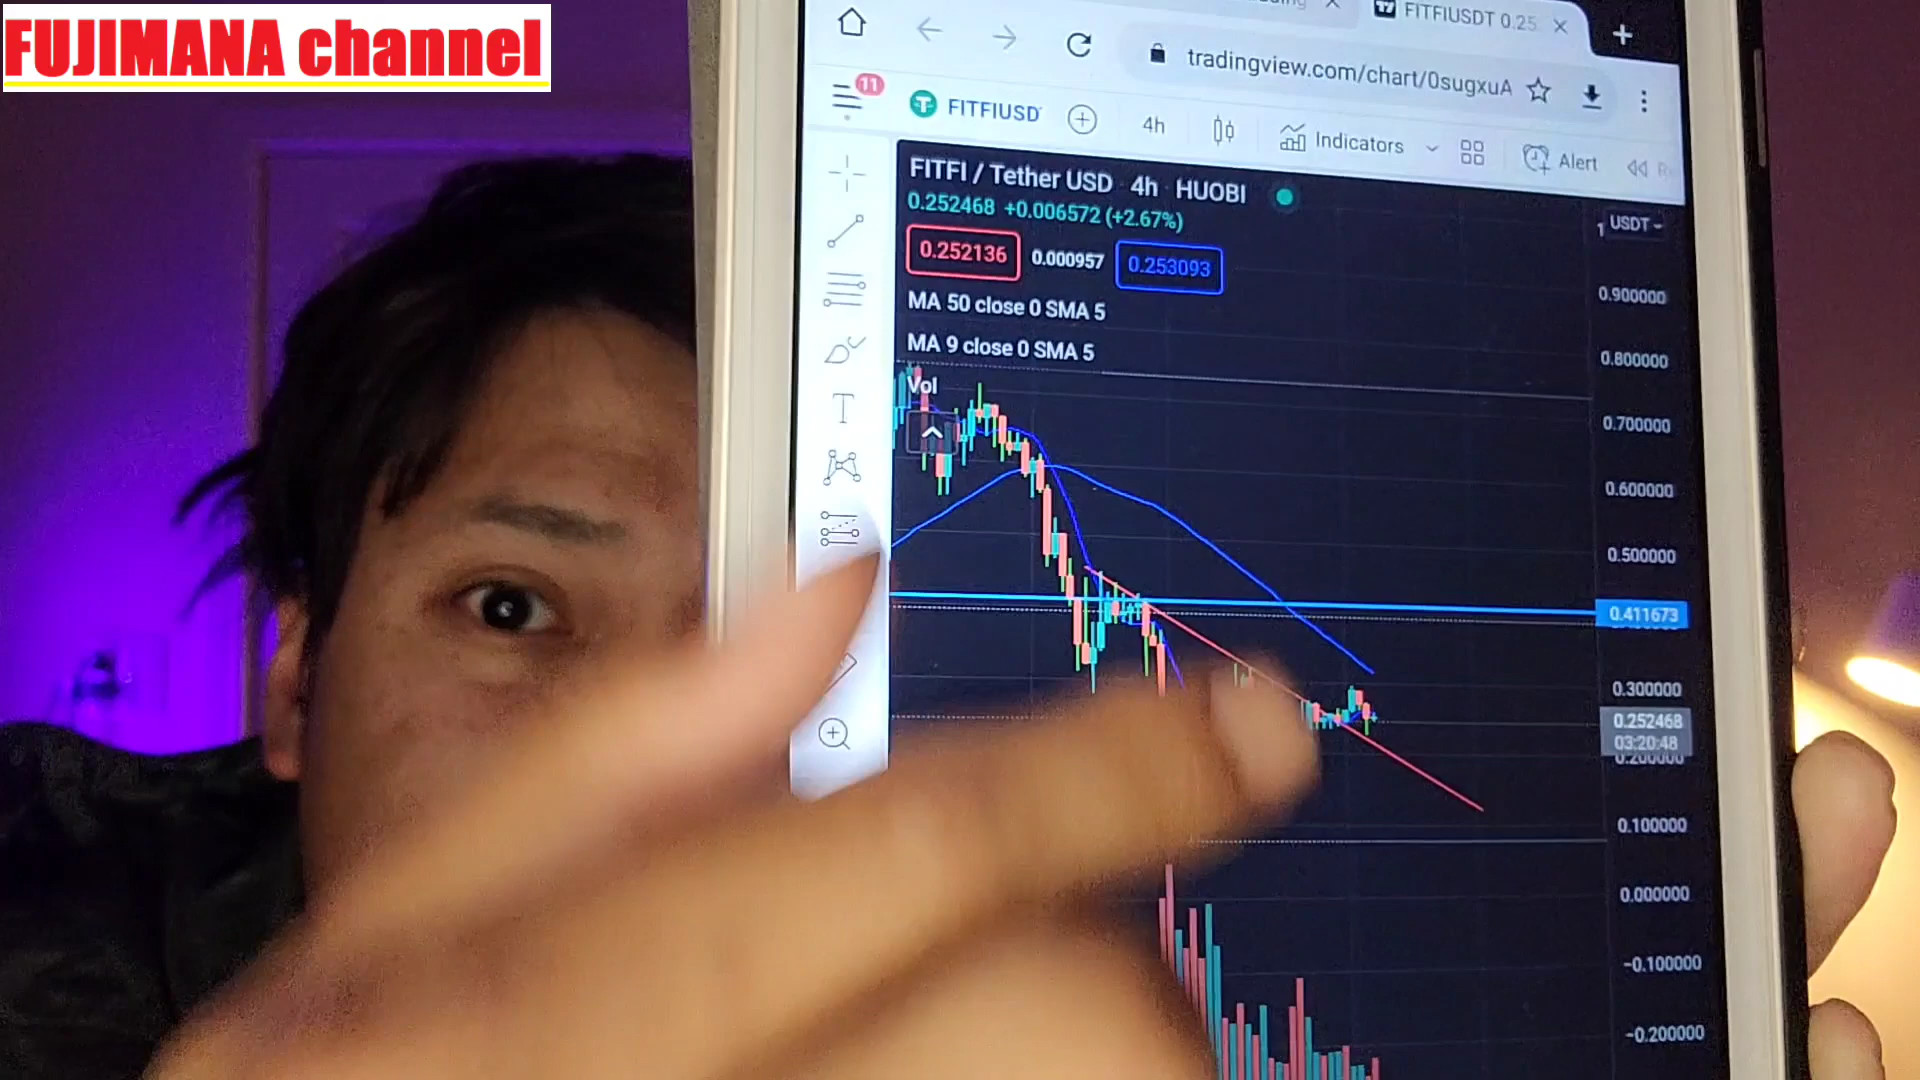 FUJIMANA channel
FITFIUSDT 0.25
tradingview.com/chart/0sugxuA
11
FITFIUSD
4h
Indicators
Alert
FITFI / Tether USD 4h HUOBI
0.252468 +0.006572 (+2.67%)
0.252136 0.000957 0.253093
MA 50 close 0 SMA 5
MA 9 close 0 SMA 5
Vol
1 USDT
0.900000
0.800000
0.700000
0.600000
0.500000
0.411673
0.300000
0.252468
03:20:48
0.200000
0.100000
0.000000
-0.100000
-0.200000